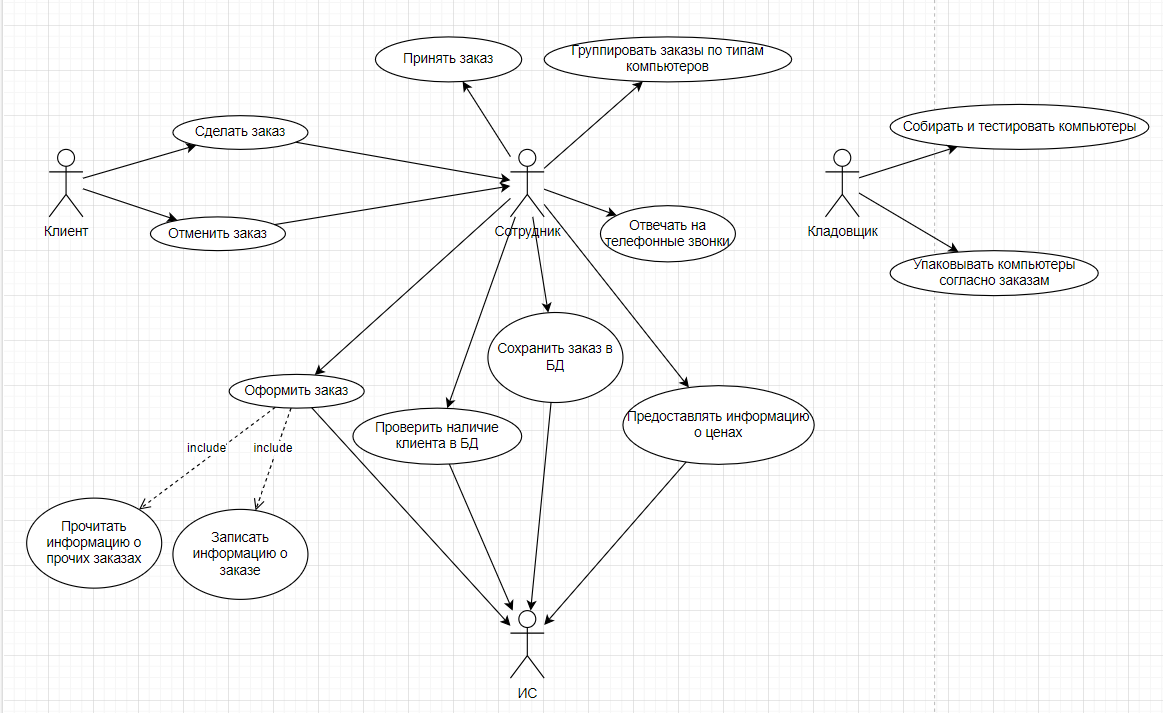 Принять заказ
Группировать заказы по типам
компьютеров
Сделать заказ
Собирать и тестировать компьютеры
Клиент
Отменить заказ
Сотрудник
Отвечать на
телефонные звонки
Кладовщик
Упаковывать компьютеры
согласно заказам
Сохранить заказ в
БД
Оформить заказ
Проверить наличие
клиента в БД
Предоставлять информацию
о ценах
include
include
Прочитать
информацию о
прочих заказах
Записать
информацию о
заказе
ИС